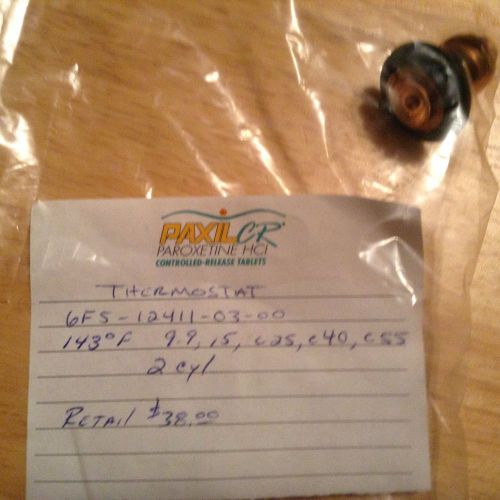 PAXIL CR
PAROXETINE HCl
CONTROLLED-RELEASE TABLETS
THERMOSTAT
6F5-12411-03-00
143°F 9.9, 15, c25, c40, c55
2 cyl
RETAIL $38.00